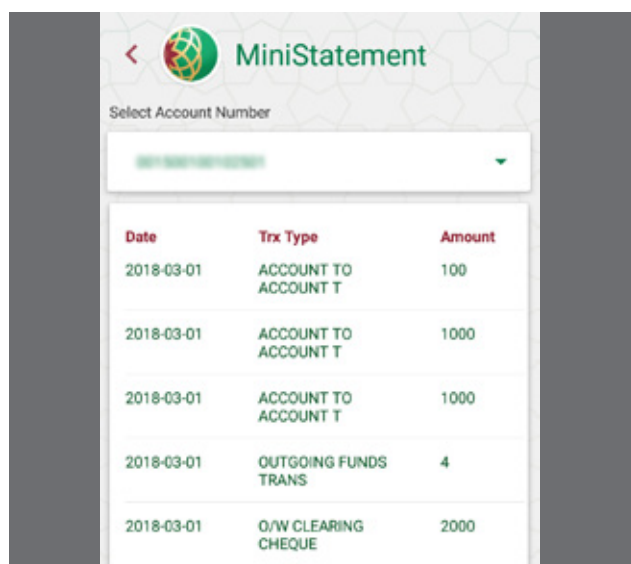 MiniStatement
Select Account Number
Date Trx Type Amount
2018-03-01 ACCOUNT TO 100
ACCOUNT T
2018-03-01 ACCOUNT TO 1000
ACCOUNT T
2018-03-01 ACCOUNT TO 1000
ACCOUNT T
2018-03-01 OUTGOING FUNDS 4
TRANS
2018-03-01 O/W CLEARING 2000
CHEQUE